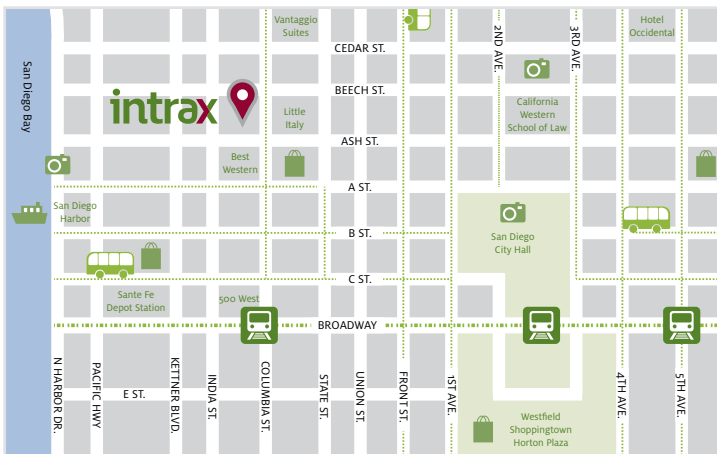 Vantaggio
Suites
Hotel
Occidental
2ND AVE.
3RD AVE.
CEDAR ST.
San Diego Bay
BEECH ST.
intrax
California
Western
School of Law
Little
Italy
ASH ST.
Best
Western
A ST.
San Diego
Harbor
B ST.
San Diego
City Hall
C ST.
Sante Fe
Depot Station
500 West
BROADWAY
N HARBOR DR.
PACIFIC HWY
E ST.
KETTNER BLVD.
INDIA ST.
COLUMBIA ST.
STATE ST.
UNION ST.
FRONT ST.
1ST AVE.
4TH AVE.
5TH AVE.
Westfield
Shoppingtown
Horton Plaza